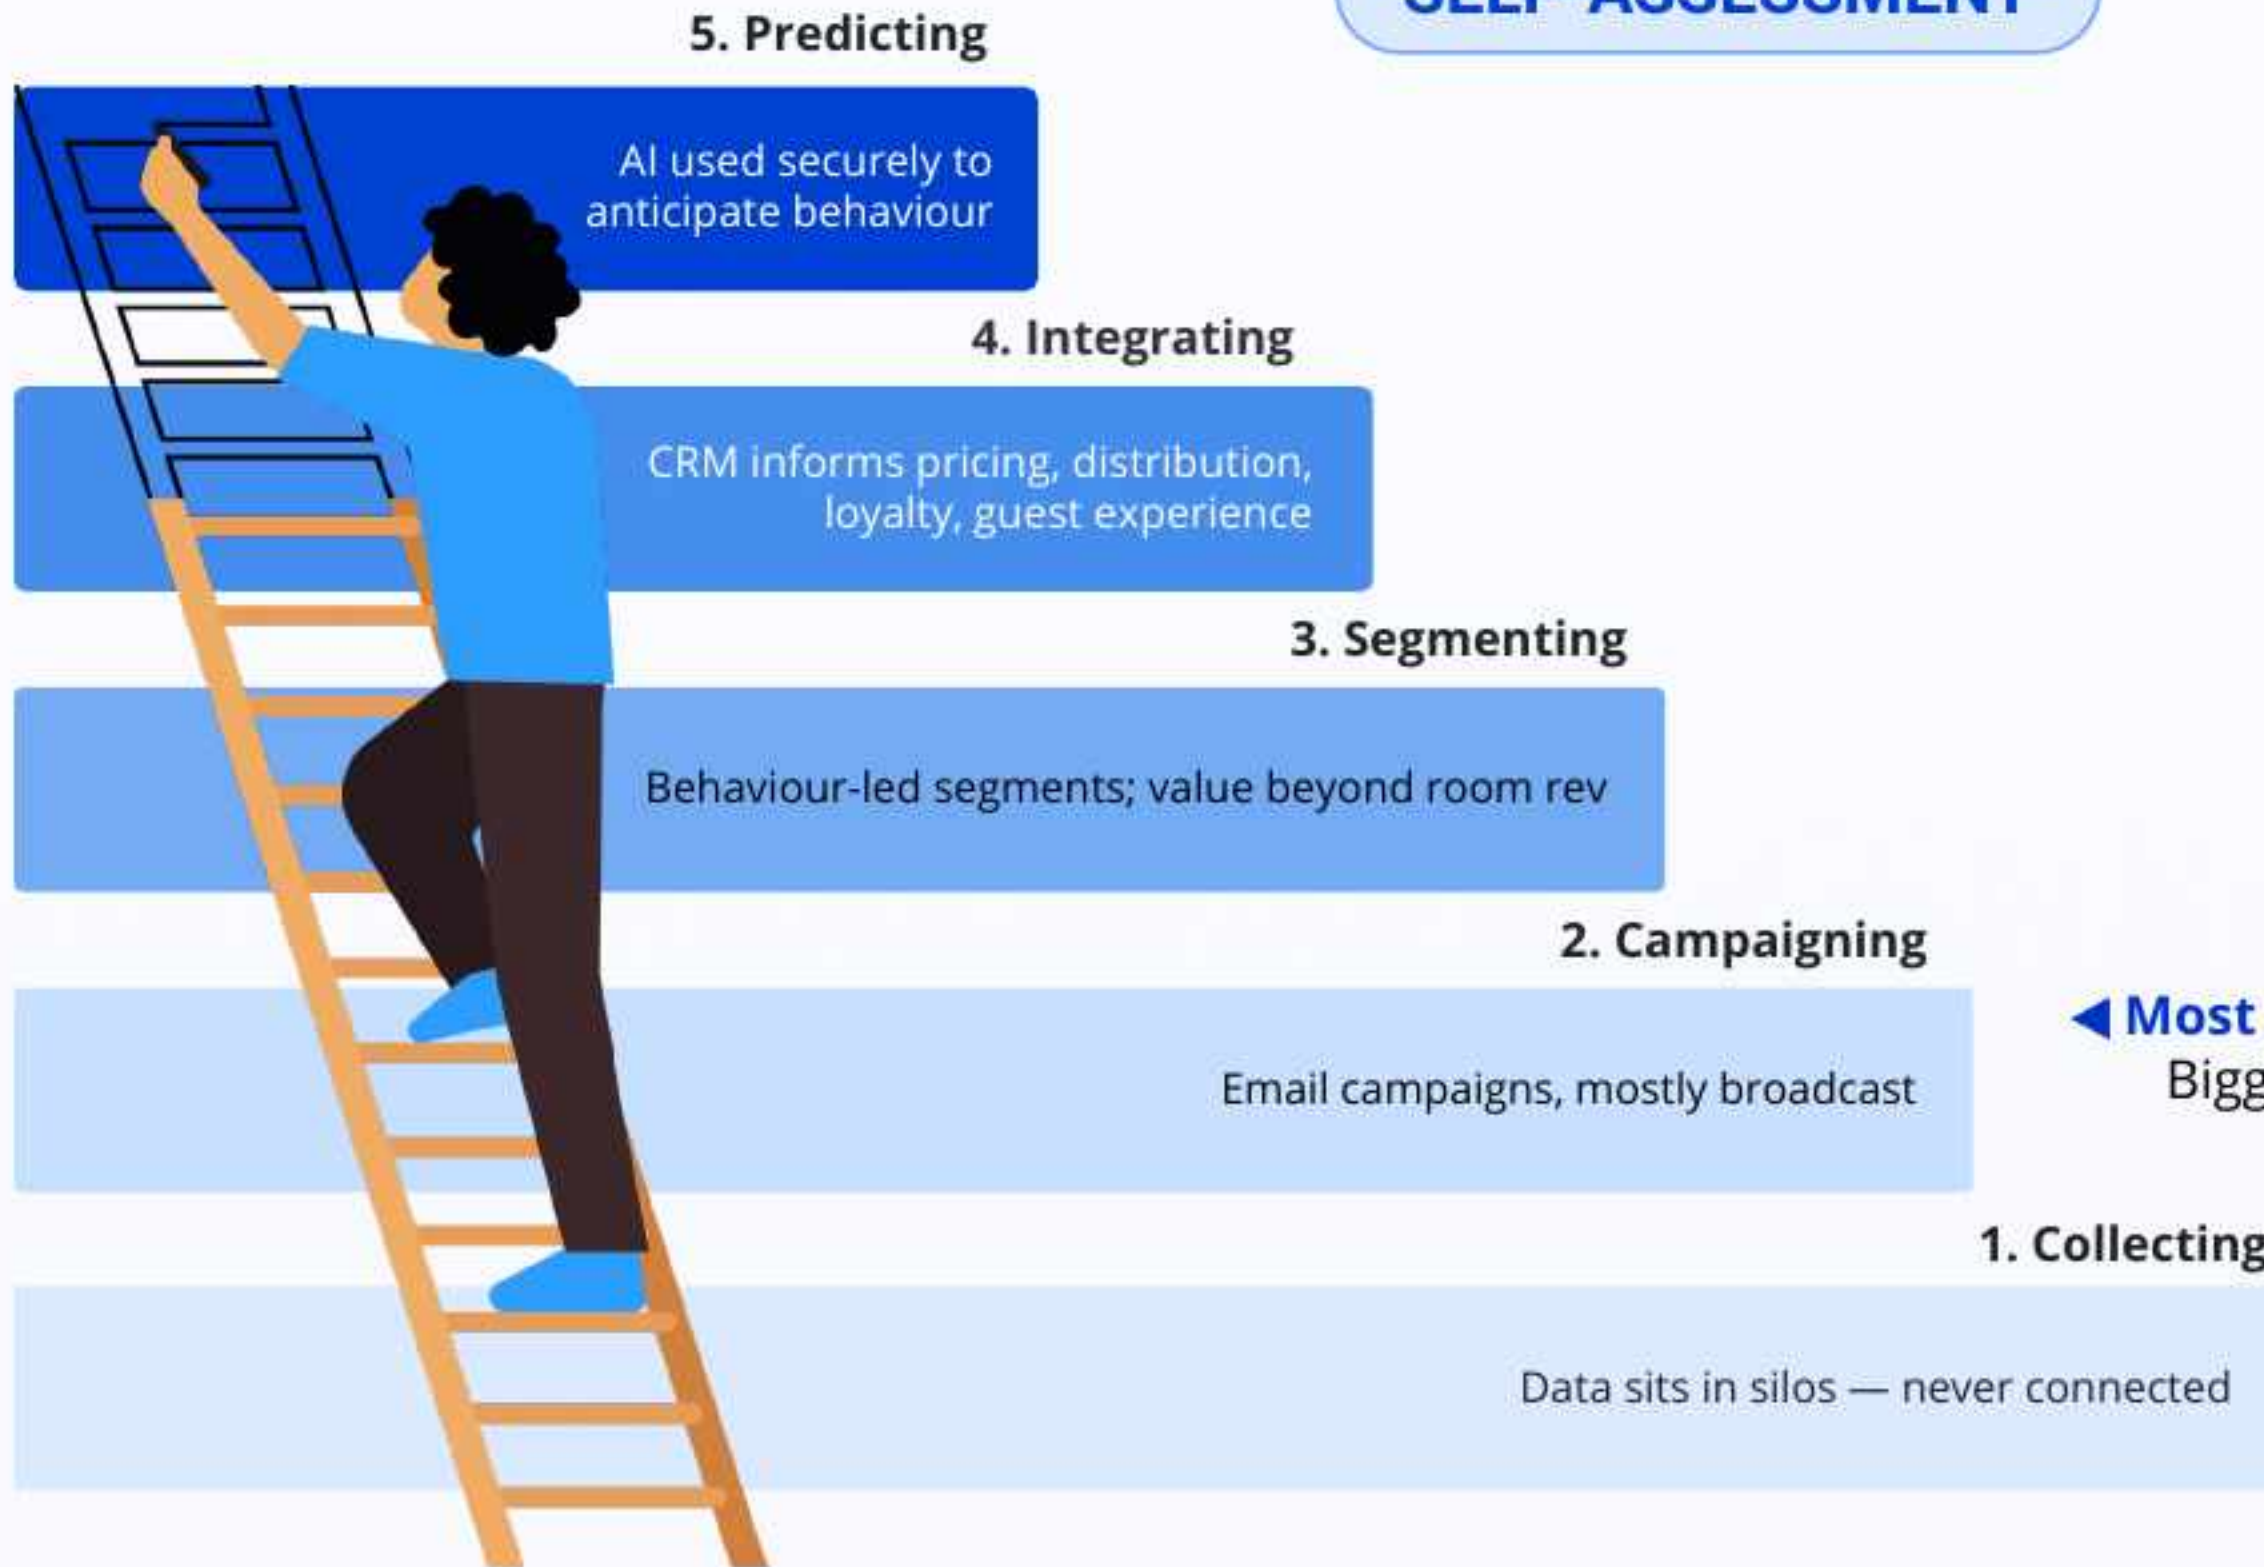 SELF-ASSESSMENT
5. Predicting
AI used securely to
anticipate behaviour
4. Integrating
CRM informs pricing, distribution,
loyalty, guest experience
3. Segmenting
Behaviour-led segments; value beyond room rev
2. Campaigning
Most
Email campaigns, mostly broadcast
1. Collecting
Data sits in silos — never connected